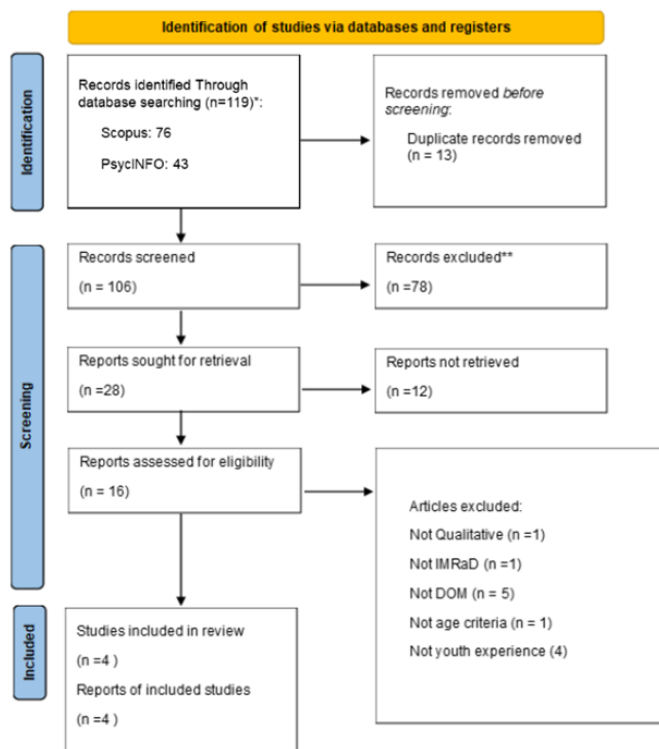 Identification of studies via databases and registers
Identification
Records identified Through
database searching (n=119)*:
Scopus: 76
PsycINFO: 43
Records removed before
screening:
Duplicate records removed
(n = 13)
Screening
Records screened
(n = 106)
Records excluded**
(n =78)
Reports sought for retrieval
(n =28)
Reports not retrieved
(n =12)
Reports assessed for eligibility
(n = 16)
Articles excluded:
Not Qualitative (n =1)
Not IMRaD (n =1)
Not DOM (n = 5)
Not age criteria (n = 1)
Not youth experience (4)
Included
Studies included in review
(n =4 )
Reports of included studies
(n =4 )